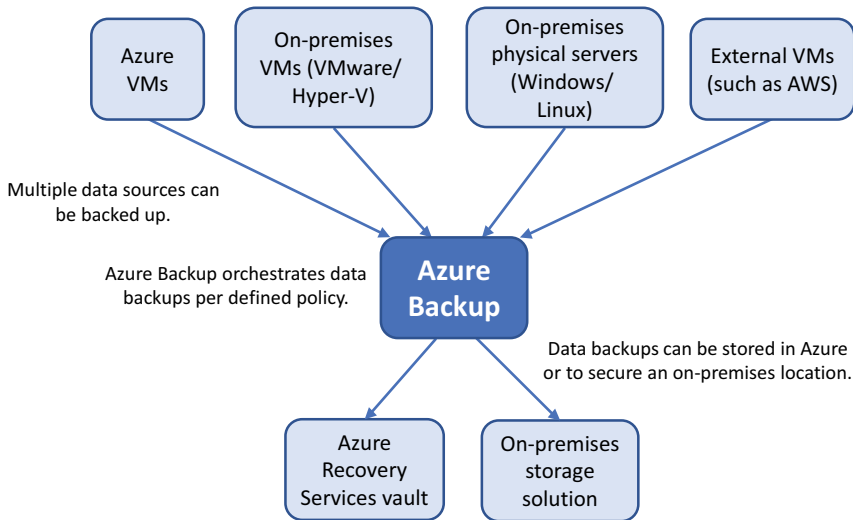 Azure
VMs
On-premises
VMs (VMware/
Hyper-V)
On-premises
physical servers
(Windows/
Linux)
External VMs
(such as AWS)
Multiple data sources can
be backed up.
Azure Backup orchestrates data
backups per defined policy.
Azure
Backup
Data backups can be stored in Azure
or to secure an on-premises location.
Azure
Recovery
Services vault
On-premises
storage
solution